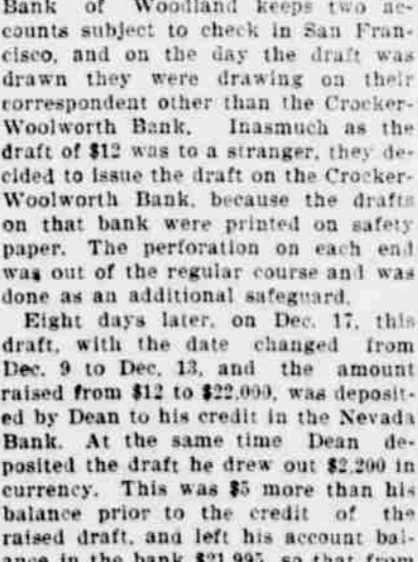 Bank of Woodland keeps two ac-
counts subject to check in San Fran-
cisco, and on the day the draft was
drawn they were drawing on their
correspondent other than the Crocker-
Woolworth Bank. Inasmuch as the
draft of $12 was to a stranger, they de-
cided to issue the draft on the Crocker-
Woolworth Bank, because the drafts
on that bank were printed on safety
paper. The perforation on each end
was out of the regular course and was
done as an additional safeguard.
Eight days later, on Dec. 17, this
draft, with the date changed from
Dec. 9 to Dec. 13, and the amount
raised from $12 to $22,000, was deposit-
ed by Dean to his credit in the Nevada
Bank. At the same time Dean de-
posited the draft he drew out $2,200 in
currency. This was $5 more than his
balance prior to the credit of the
raised draft, and left his account bal-
ance in the bank $21,995, so that from